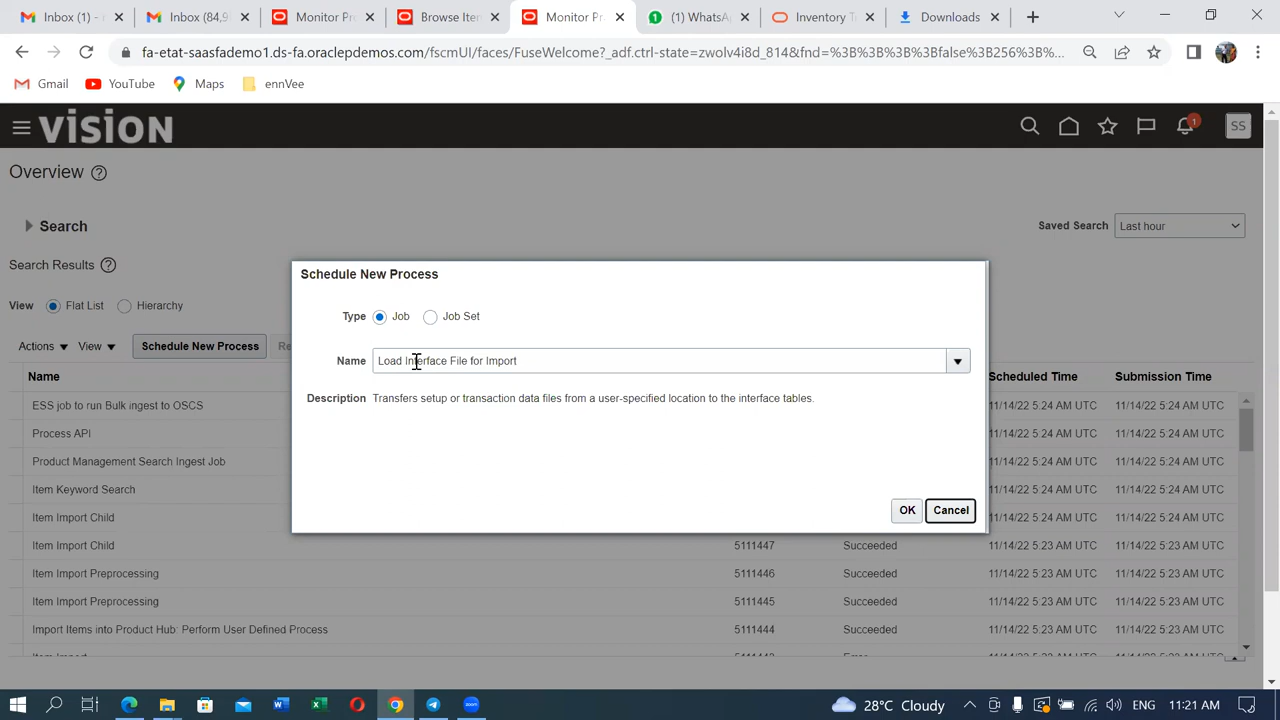 Inbox (1) -
Inbox (84,9
Monitor Pr
Browse Ite
Monitor Pr
(1) WhatsA
Inventory T
Downloads
fa-etat-saasfademo1.ds-fa.oraclepdemos.com/fscmUI/faces/FuseWelcome?_adf.ctrl-state=zwolv4i8d_814&fnd=%3B%3B%3B%3Bfalse%3B256%3B%3B%...
Gmail
YouTube
Maps
ennVee
VISION
1
SS
Overview
Search
Saved Search
Last hour
Search Results
View
Flat List
Hierarchy
Actions
View
Schedule New Process
Re
Name
Scheduled Time
Submission Time
ESS job to run Bulk ingest to OSCS
11/14/22 5:24 AM UTC
11/14/22 5:24 AM UTC
Process API
11/14/22 5:24 AM UTC
11/14/22 5:24 AM UTC
Product Management Search Ingest Job
11/14/22 5:24 AM UTC
11/14/22 5:24 AM UTC
Item Keyword Search
11/14/22 5:24 AM UTC
11/14/22 5:24 AM UTC
Item Import Child
11/14/22 5:24 AM UTC
11/14/22 5:24 AM UTC
Item Import Child
5111447
Succeeded
11/14/22 5:23 AM UTC
11/14/22 5:23 AM UTC
Item Import Preprocessing
5111446
Succeeded
11/14/22 5:23 AM UTC
11/14/22 5:23 AM UTC
Item Import Preprocessing
5111445
Succeeded
11/14/22 5:23 AM UTC
11/14/22 5:23 AM UTC
Import Items into Product Hub: Perform User Defined Process
5111444
Succeeded
11/14/22 5:23 AM UTC
11/14/22 5:23 AM UTC
Schedule New Process
Type
Job
Job Set
Name
Load Interface File for Import
Description
Transfers setup or transaction data files from a user-specified location to the interface tables.
OK
Cancel
28°C Cloudy
11:21 AM